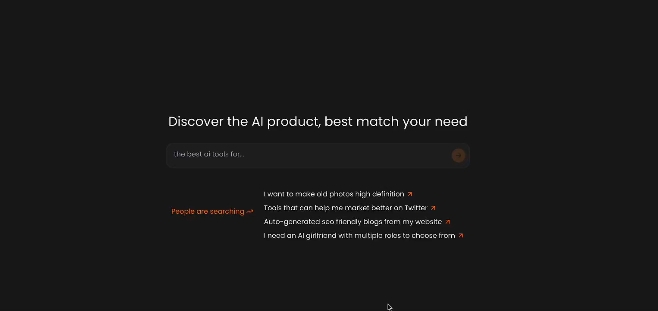 Discover the AI product, best match your need
The best ai tools for...
People are searching
I want to make old photos high definition
Tools that can help me market better on Twitter
Auto-generated seo friendly blogs from my website
I need an AI girlfriend with multiple roles to choose from